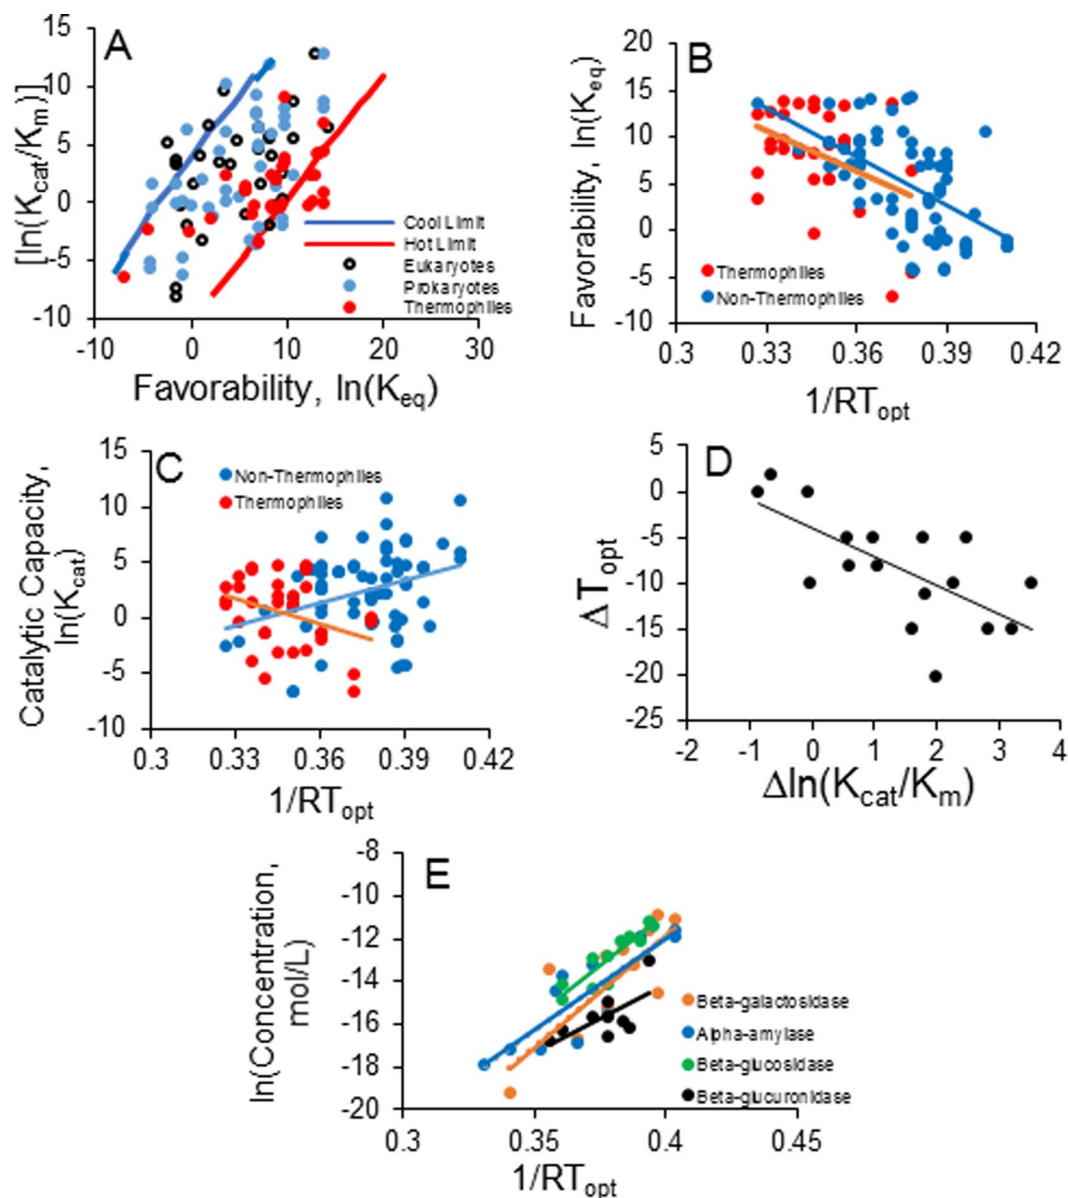 A
15
10
5
0
-5
-10
[ln(Kcat/Km)]
-10 0 10 20 30
Favorability, ln(Keq)
Cool Limit
Hot Limit
Eukaryotes
Prokaryotes
Thermophiles
B
20
15
10
5
0
-5
-10
Favorability, ln(Keq)
Thermophiles
Non-Thermophiles
0.3 0.33 0.36 0.39 0.42
1/RTopt
C
15
10
5
0
-5
-10
Catalytic Capacity,
ln(Kcat)
Non-Thermophiles
Thermophiles
0.3 0.33 0.36 0.39 0.42
1/RTopt
D
5
0
-5
-10
-15
-20
-25
ΔTopt
-2 -1 0 1 2 3 4
Δln(Kcat/Km)
E
-8
-10
-12
-14
-16
-18
-20
ln(Concentration,
mol/L)
Beta-galactosidase
Alpha-amylase
Beta-glucosidase
Beta-glucuronidase
0.3 0.35 0.4 0.45
1/RTopt